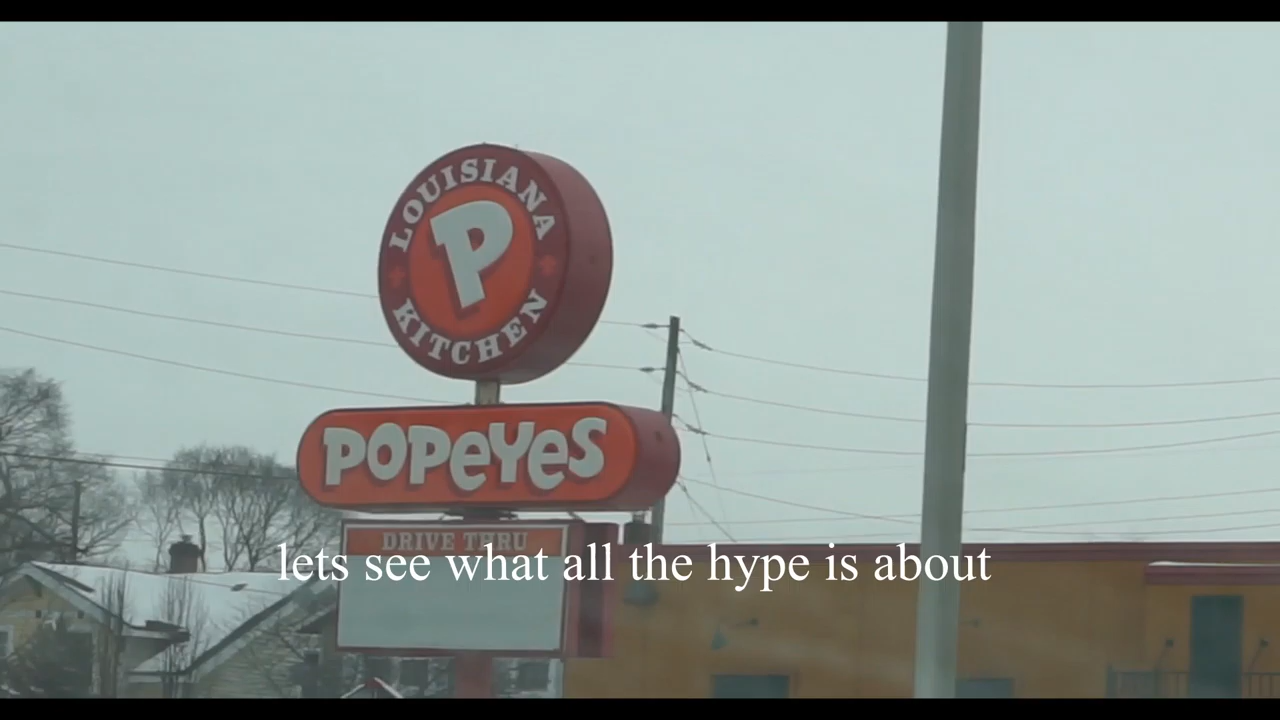 LOUISIANA
P
KITCHEN
POPEYES
DRIVE THRU
lets see what all the hype is about